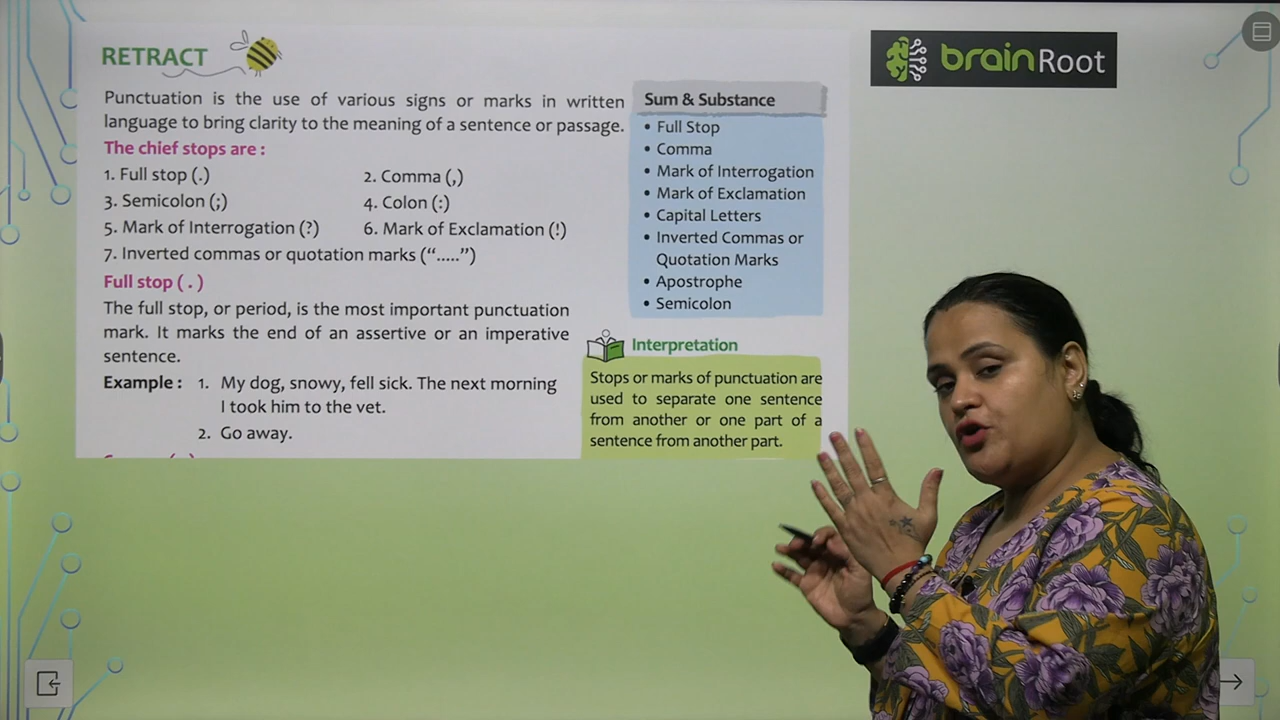 RETRACT
Punctuation is the use of various signs or marks in written
language to bring clarity to the meaning of a sentence or passage.
The chief stops are :
1. Full stop (.)
2. Comma (,)
3. Semicolon (;)
4. Colon (:)
5. Mark of Interrogation (?)
6. Mark of Exclamation (!)
7. Inverted commas or quotation marks (“.....”)
Full stop ( . )
The full stop, or period, is the most important punctuation
mark. It marks the end of an assertive or an imperative
sentence.
Example : 1. My dog, snowy, fell sick. The next morning
I took him to the vet.
2. Go away.
Sum & Substance
• Full Stop
• Comma
• Mark of Interrogation
• Mark of Exclamation
• Capital Letters
• Inverted Commas or
Quotation Marks
• Apostrophe
• Semicolon
Interpretation
Stops or marks of punctuation are
used to separate one sentence
from another or one part of a
sentence from another part.
brainRoot